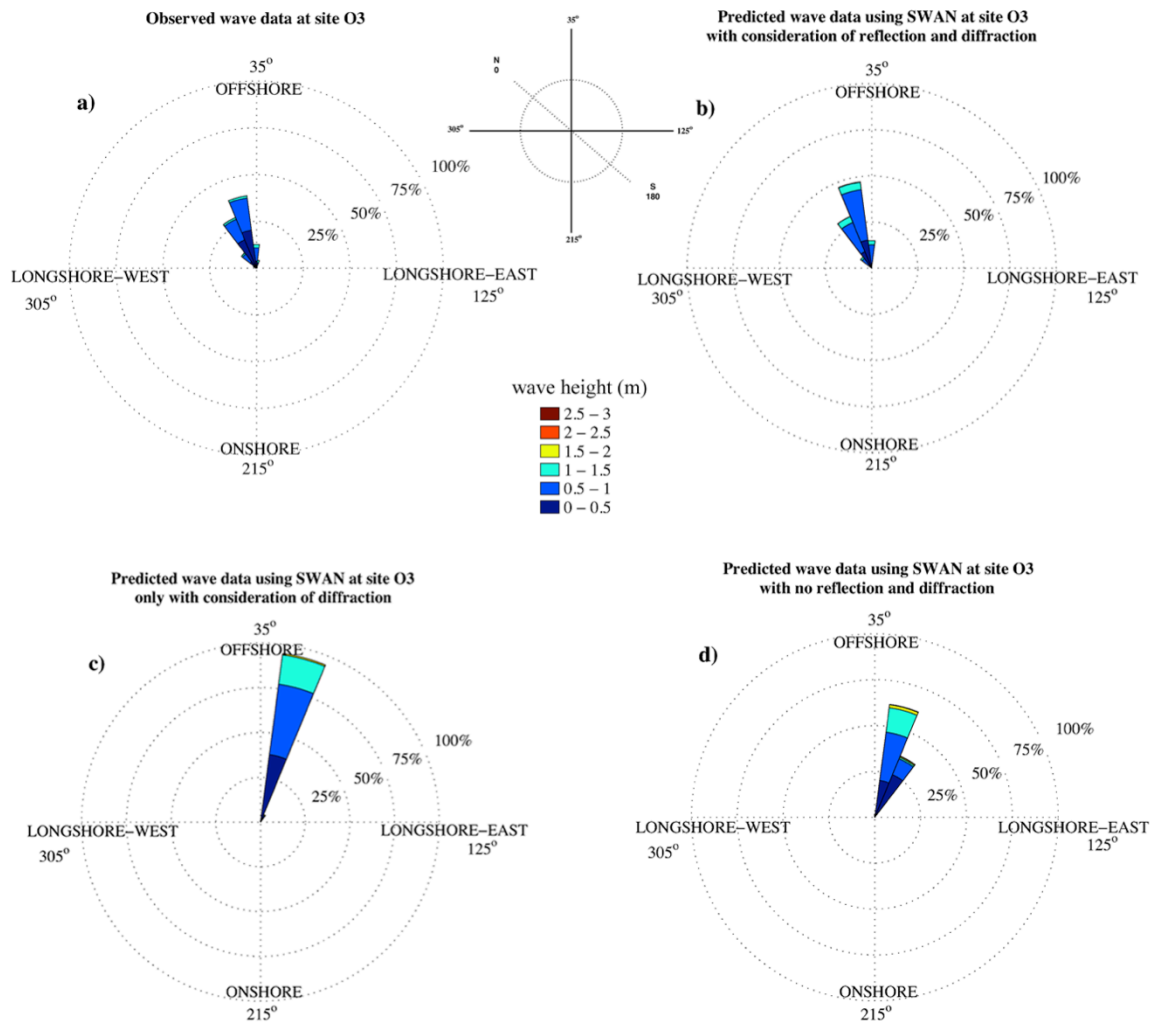 Observed wave data at site O3
a)
35°
OFFSHORE
100%
75%
50%
25%
LONGSHORE–WEST
305°
LONGSHORE–EAST
125°
ONSHORE
215°
35°
N
0
305°
125°
S
180
215°
Predicted wave data using SWAN at site O3
with consideration of reflection and diffraction
b)
35°
OFFSHORE
100%
75%
50%
25%
LONGSHORE–WEST
305°
LONGSHORE–EAST
125°
ONSHORE
215°
wave height (m)
2.5 – 3
2 – 2.5
1.5 – 2
1 – 1.5
0.5 – 1
0 – 0.5
Predicted wave data using SWAN at site O3
only with consideration of diffraction
c)
35°
OFFSHORE
100%
75%
50%
25%
LONGSHORE–WEST
305°
LONGSHORE–EAST
125°
ONSHORE
215°
Predicted wave data using SWAN at site O3
with no reflection and diffraction
d)
35°
OFFSHORE
100%
75%
50%
25%
LONGSHORE–WEST
305°
LONGSHORE–EAST
125°
ONSHORE
215°